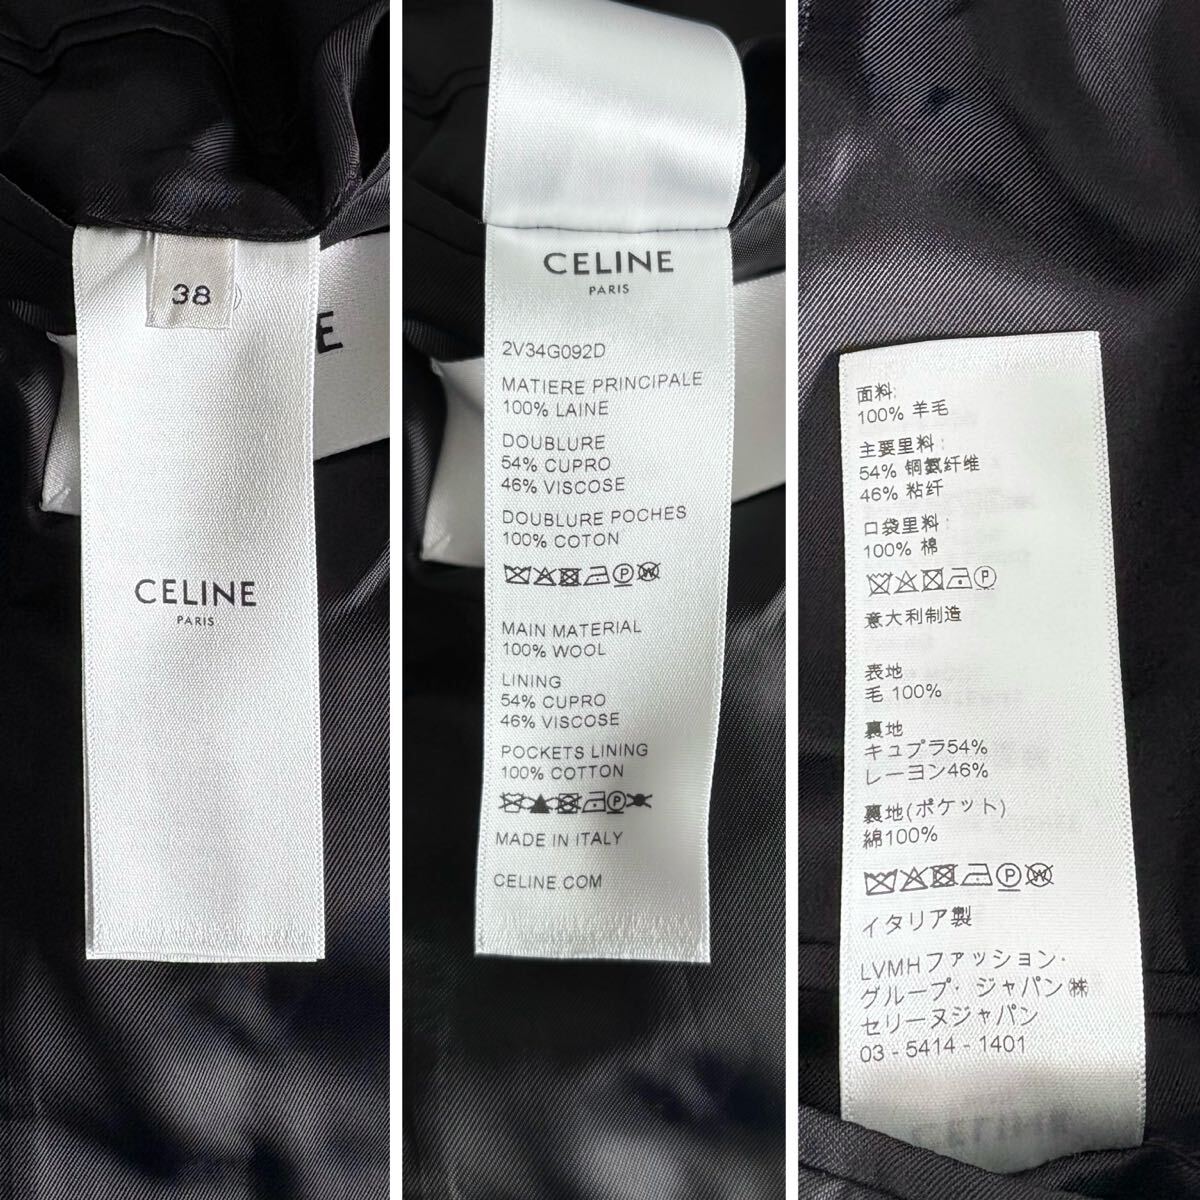 38
E
CELINE
PARIS
CELINE
PARIS
2V34G092D
MATIERE PRINCIPALE
100% LAINE
DOUBLURE
54% CUPRO
46% VISCOSE
DOUBLURE POCHES
100% COTON
MAIN MATERIAL
100% WOOL
LINING
54% CUPRO
46% VISCOSE
POCKETS LINING
100% COTTON
MADE IN ITALY
CELINE.COM
面料:
100% 羊毛
主要里料:
54% 铜氨纤维
46% 粘纤
口袋里料:
100% 棉
意大利制造
表地
毛 100%
裏地
キュプラ54%
レーヨン46%
裏地(ポケット)
綿100%
イタリア製
LVMHファッション・
グループ・ジャパン㈱
セリーヌジャパン
03 - 5414 - 1401